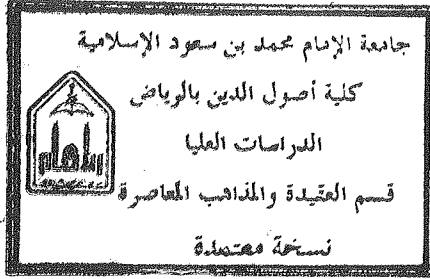 جامعة الإمام محمد بن سعود الإسلامية
كلية أصول الدين بالرياض
الدراسات العليا
قسم العقيدة والمذاهب المعاصرة
نسخة معتمدة